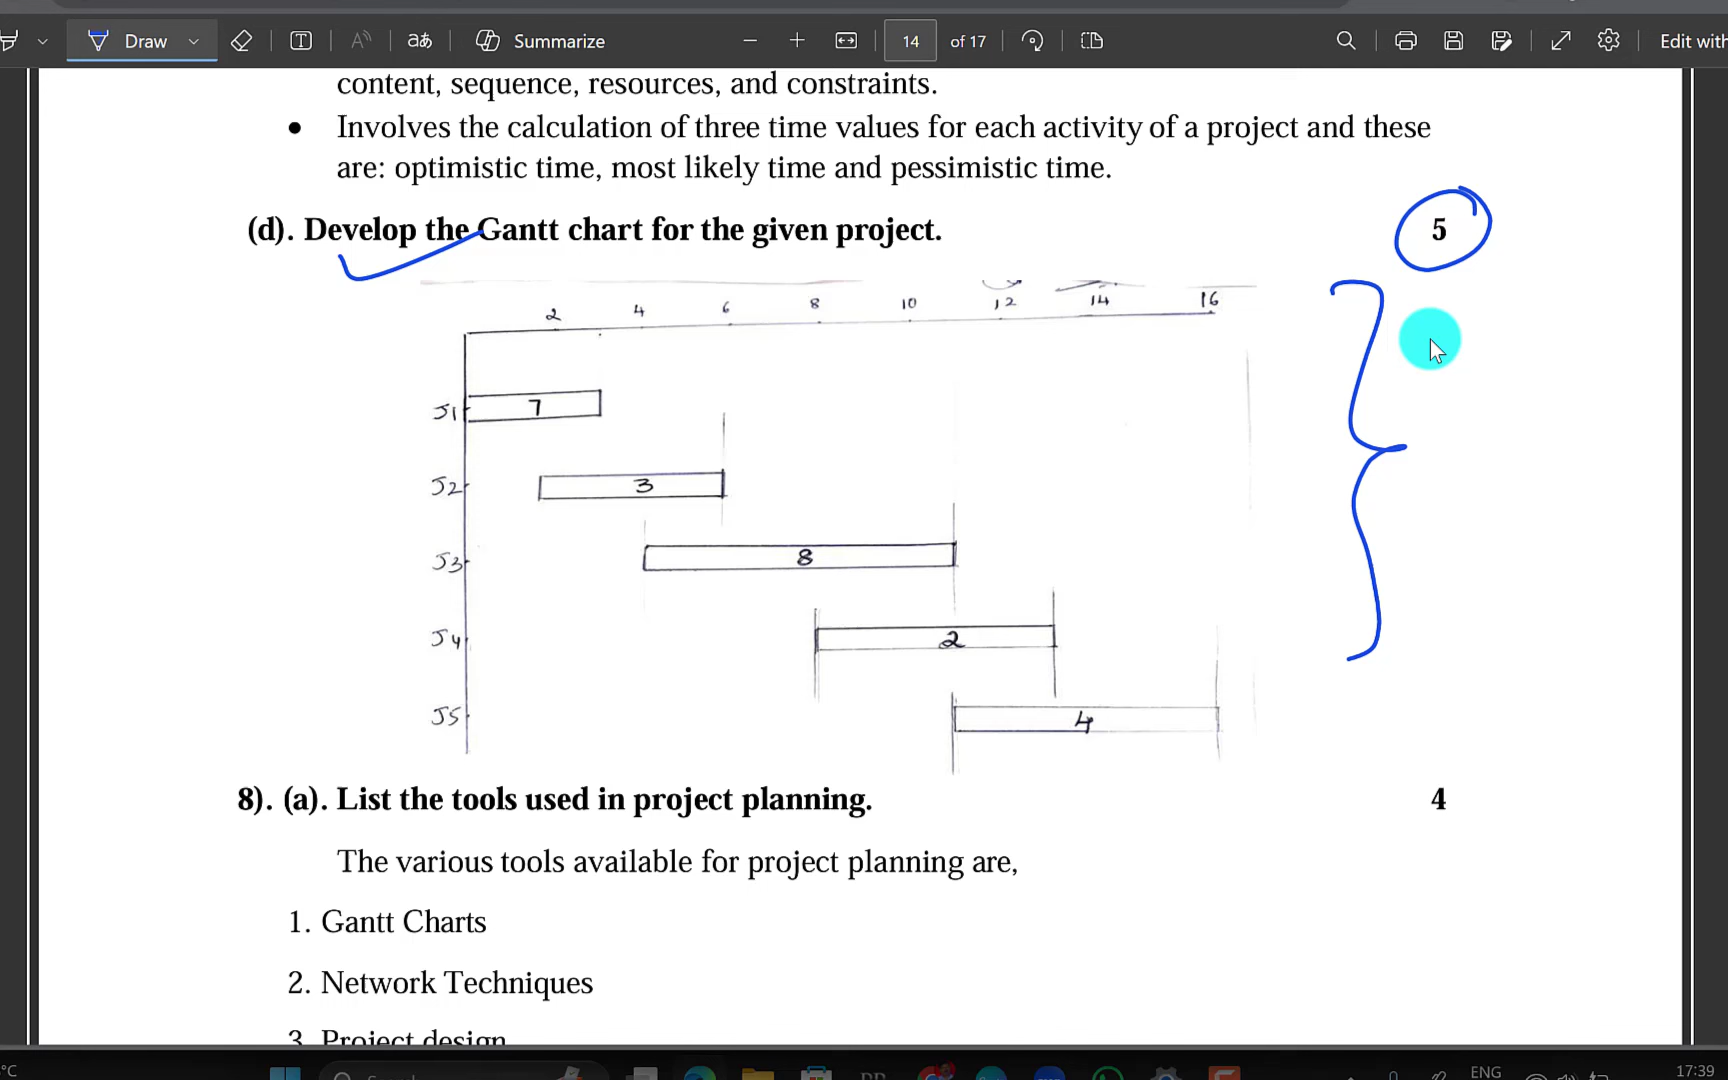 Draw
Summarize
14 of 17
Edit with
content, sequence, resources, and constraints.
• Involves the calculation of three time values for each activity of a project and these
are: optimistic time, most likely time and pessimistic time.
(d). Develop the Gantt chart for the given project. 5
2 4 6 8 10 12 14 16
J1 7
J2 3
J3 8
J4 2
J5 4
8). (a). List the tools used in project planning. 4
The various tools available for project planning are,
1. Gantt Charts
2. Network Techniques
3. Project design
°C
ENG
17:39